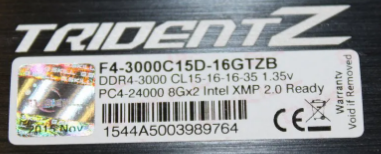 TRIDENTZ
F4-3000C15D-16GTZB
DDR4-3000 CL15-16-16-35 1.35v
PC4-24000 8Gx2 Intel XMP 2.0 Ready
2015 Nov
1544A5003989764
CE
Warranty
Void if Removed